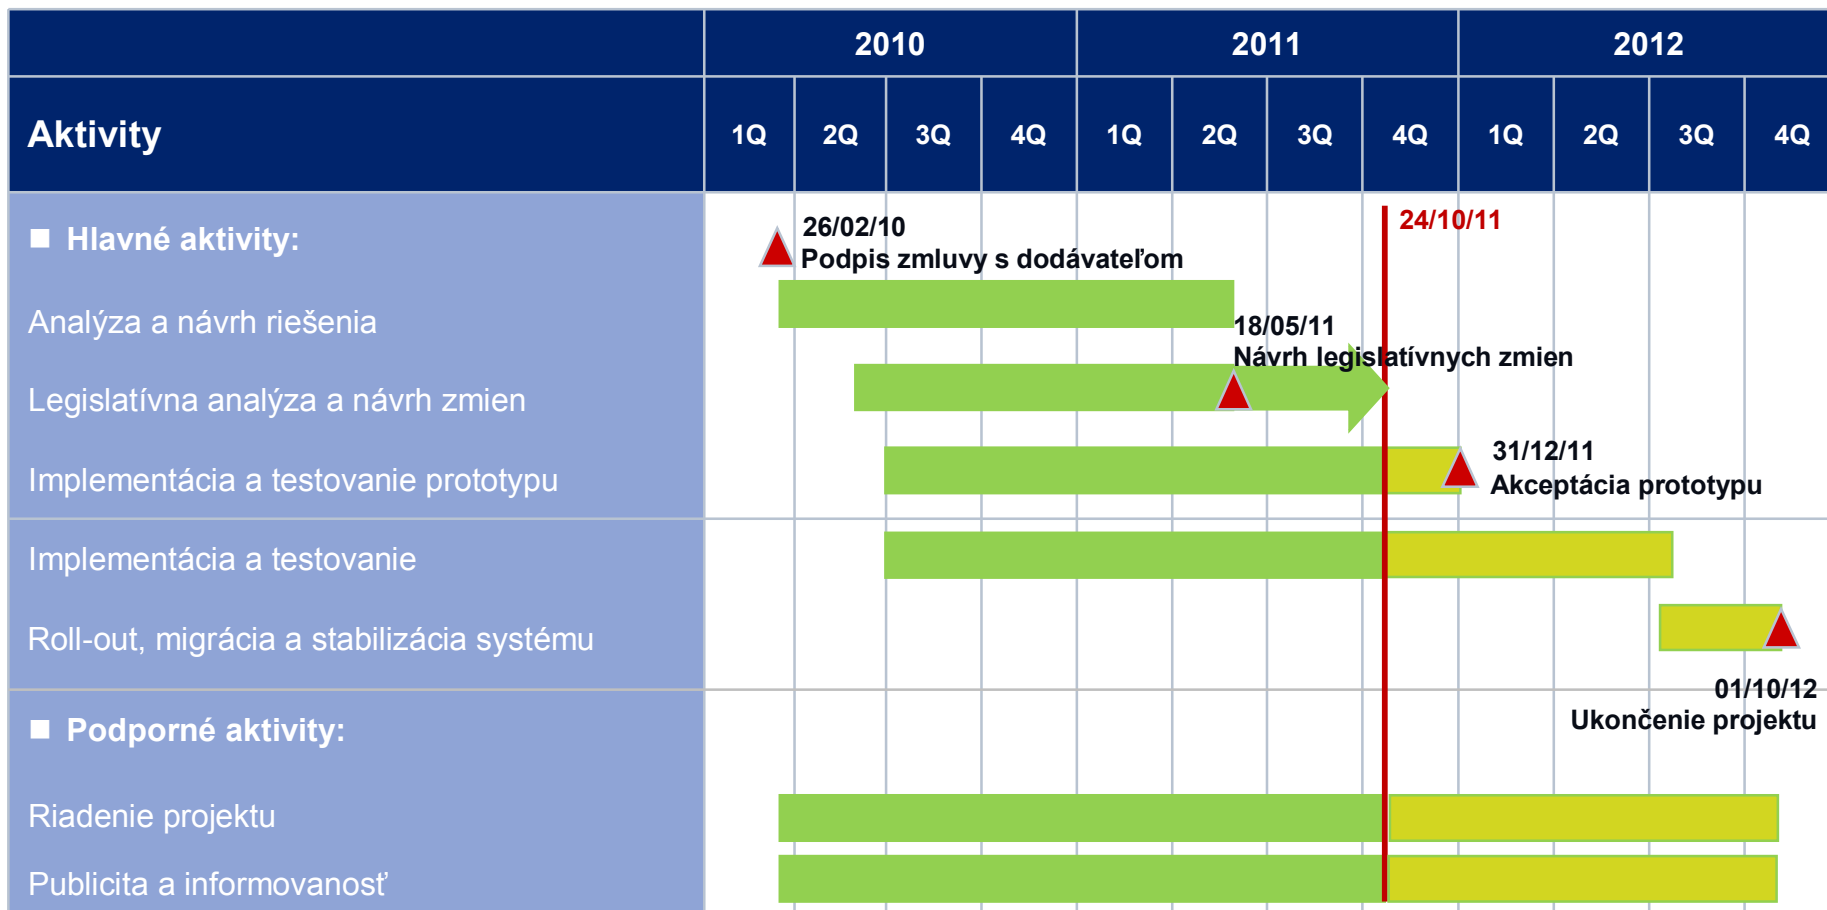 2010 2011 2012
Aktivity 1Q 2Q 3Q 4Q 1Q 2Q 3Q 4Q 1Q 2Q 3Q 4Q
Hlavné aktivity:
26/02/10
Podpis zmluvy s dodávateľom
24/10/11
Analýza a návrh riešenia
18/05/11
Návrh legislatívnych zmien
Legislatívna analýza a návrh zmien
31/12/11
Akceptácia prototypu
Implementácia a testovanie prototypu
Implementácia a testovanie
Roll-out, migrácia a stabilizácia systému
01/10/12
Ukončenie projektu
Podporné aktivity:
Riadenie projektu
Publicita a informovanosť